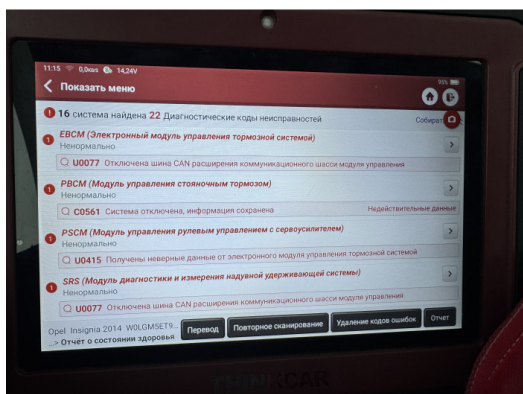 11:15 0,0KB/s 14,24V 95%
Показать меню
16 система найдена 22 Диагностические коды неисправностей
Собират
EBCM (Электронный модуль управления тормозной системой)
Ненормально
U0077 Отключена шина CAN расширения коммуникационного шасси модуля управления
PBCM (Модуль управления стояночным тормозом)
Ненормально
C0561 Система отключена, информация сохранена Недействительные данные
PSCM (Модуль управления рулевым управлением с сервоусилителем)
Ненормально
U0415 Получены неверные данные от электронного модуля управления тормозной системой
SRS (Модуль диагностики и измерения надувной удерживающей системы)
Ненормально
U0077 Отключена шина CAN расширения коммуникационного шасси модуля управления
Opel Insignia 2014 W0LGM5ET9...
...> Отчёт о состоянии здоровья
Перевод Повторное сканирование Удаление кодов ошибок Отчет
THINKCAR